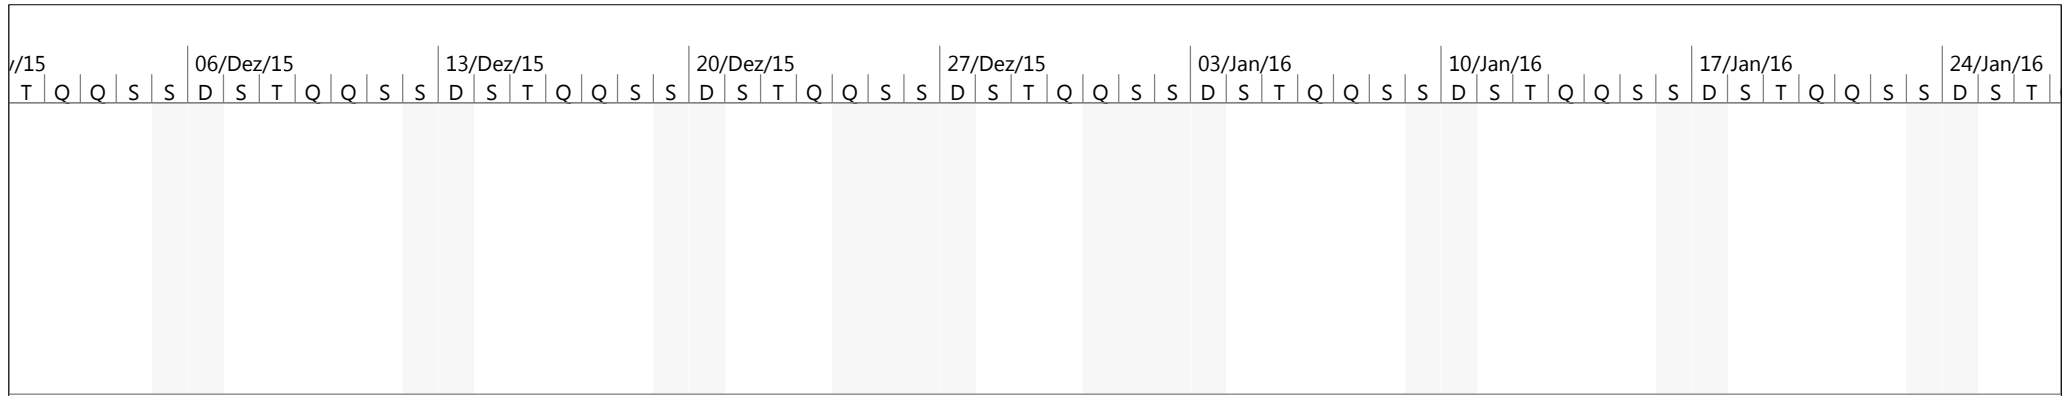 /15 06/Dez/15 13/Dez/15 20/Dez/15 27/Dez/15 03/Jan/16 10/Jan/16 17/Jan/16 24/Jan/16
T Q Q S S D S T Q Q S S D S T Q Q S S D S T Q Q S S D S T Q Q S S D S T Q Q S S D S T Q Q S S D S T Q Q S S D S T